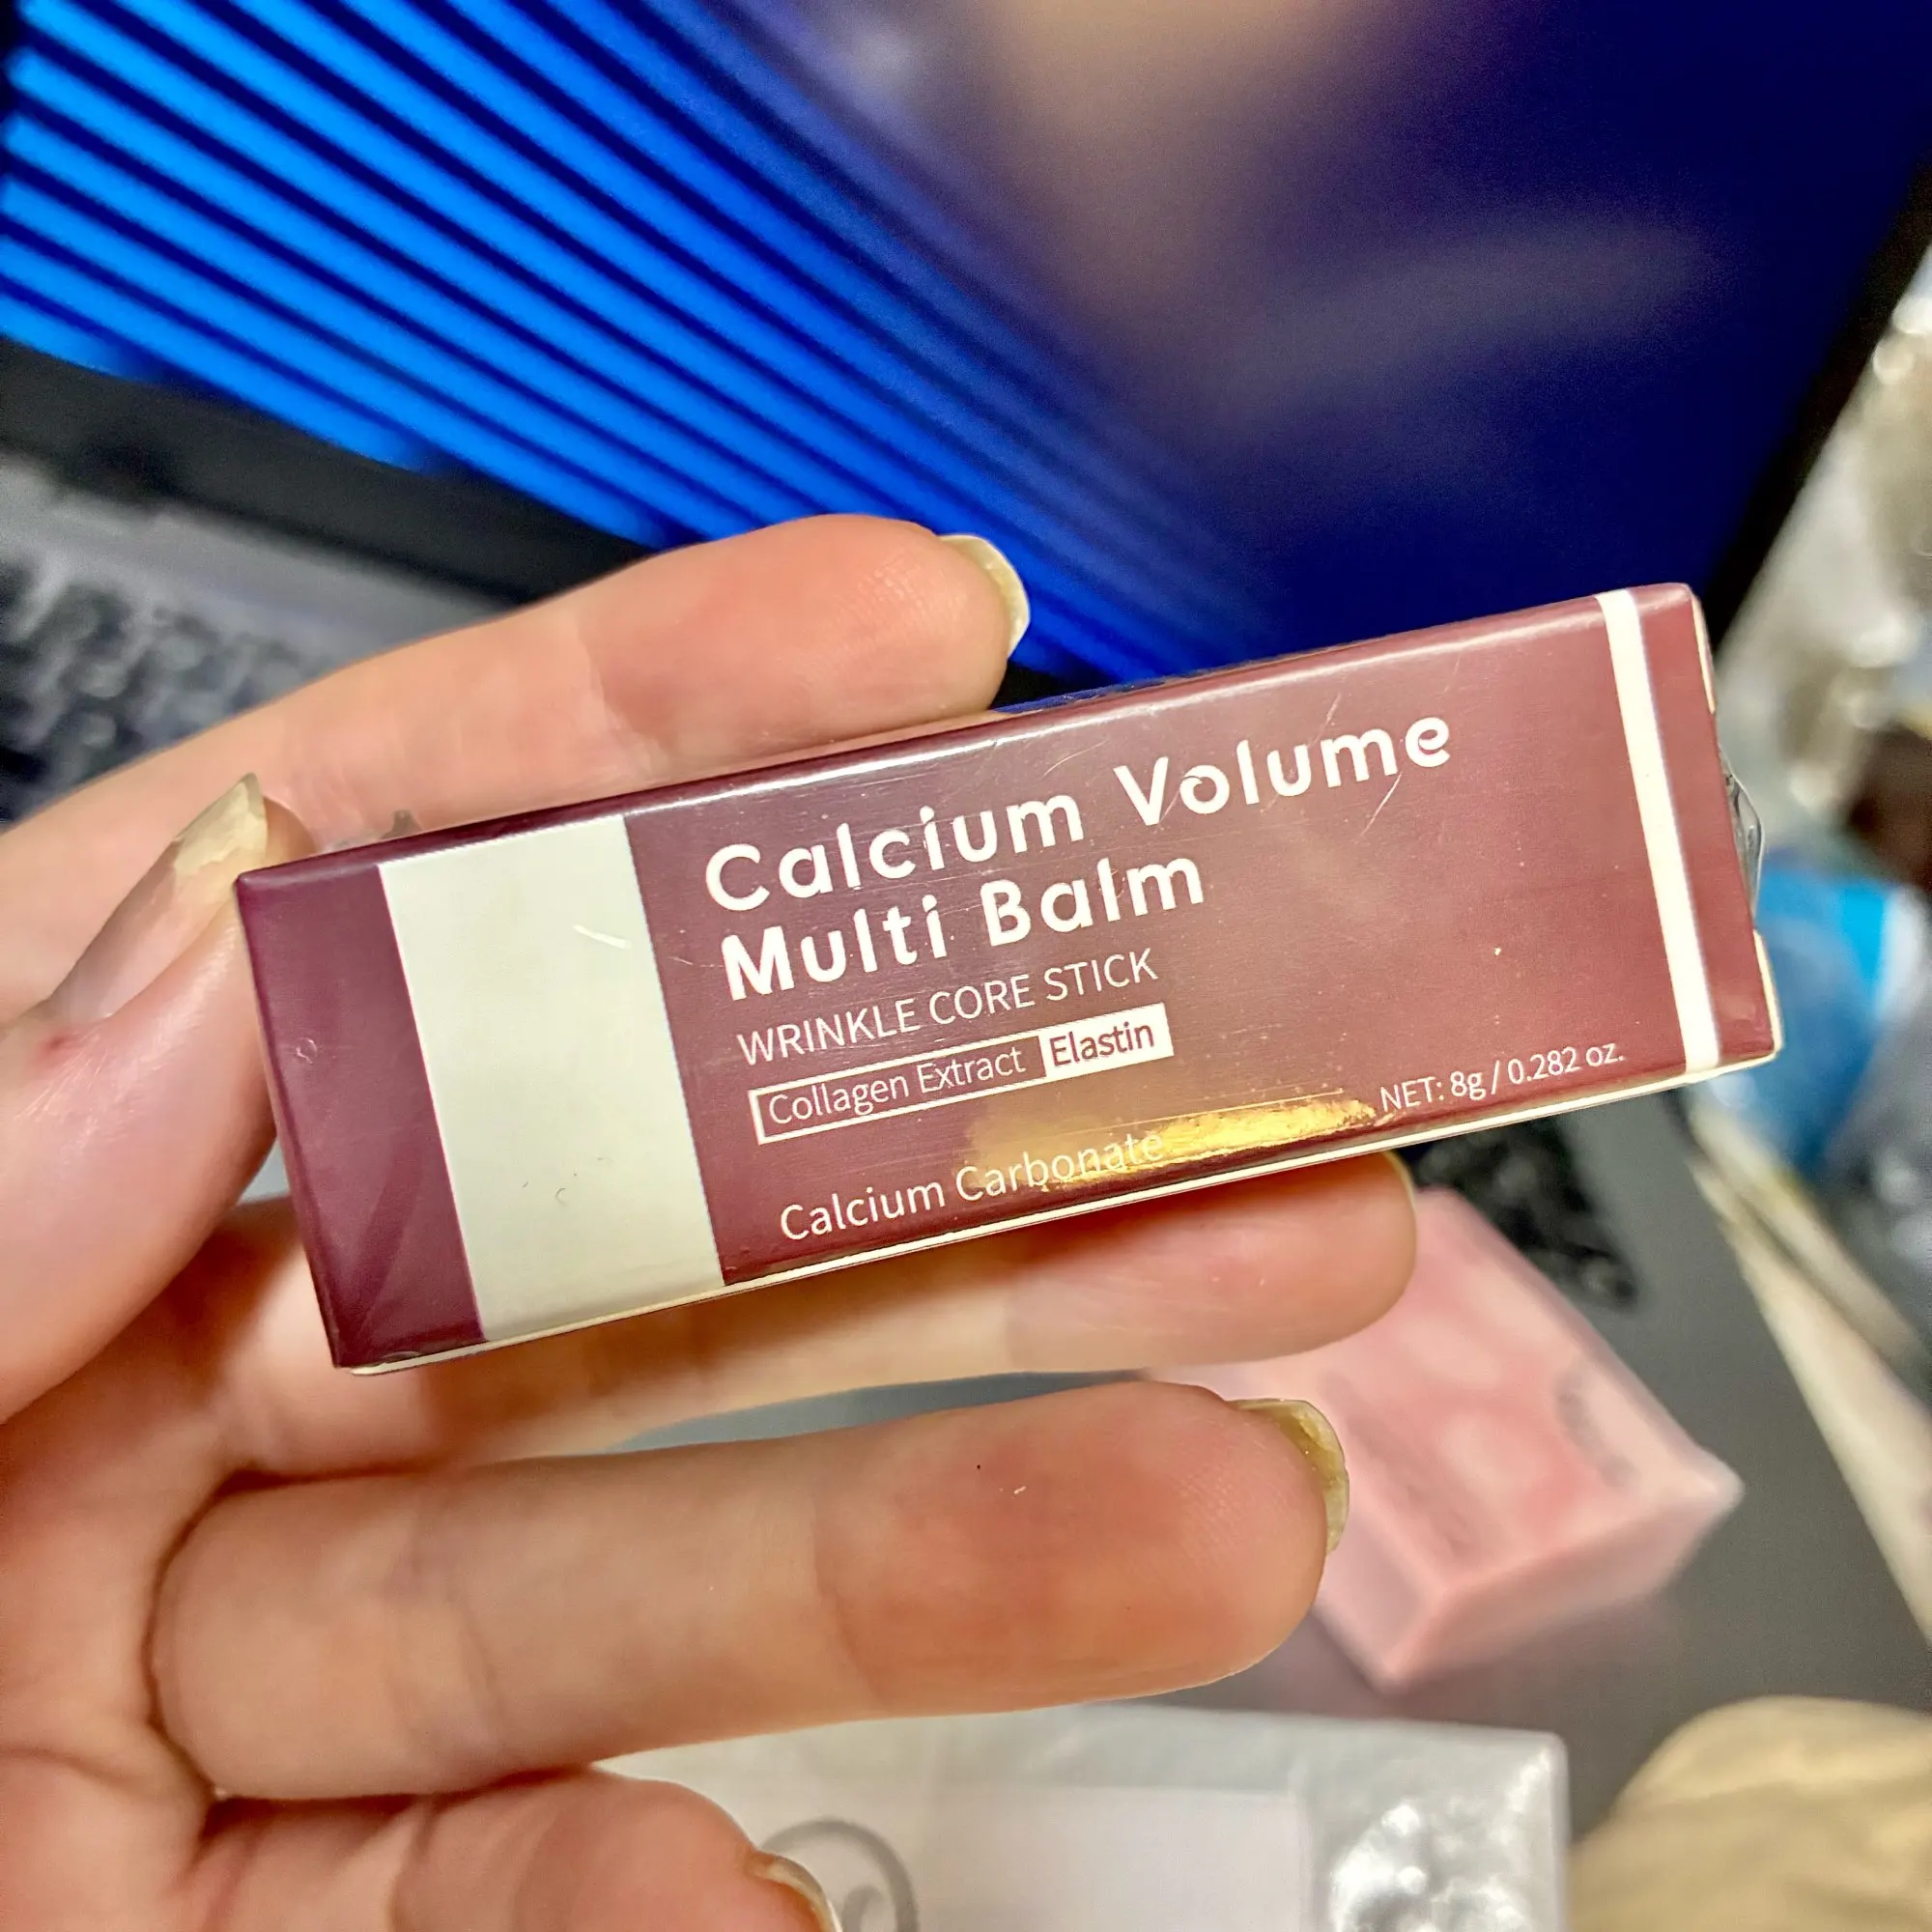 Calcium Volume
Multi Balm
WRINKLE CORE STICK
Collagen Extract Elastin
Calcium Carbonate
NET: 8g / 0.282 oz.